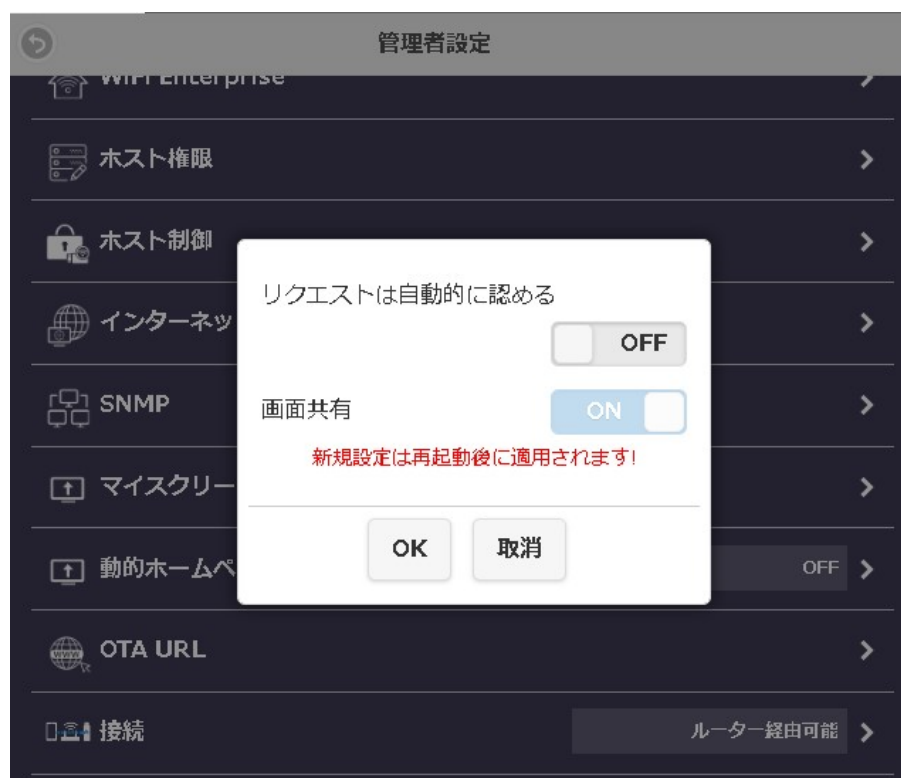 管理者設定
WiFi Enterprise
ホスト権限
ホスト制御
インターネッ
SNMP
マイスクリー
動的ホームペ
OFF
OTA URL
接続
ルーター経由可能
リクエストは自動的に認める
OFF
画面共有
ON
新規設定は再起動後に適用されます!
OK
取消